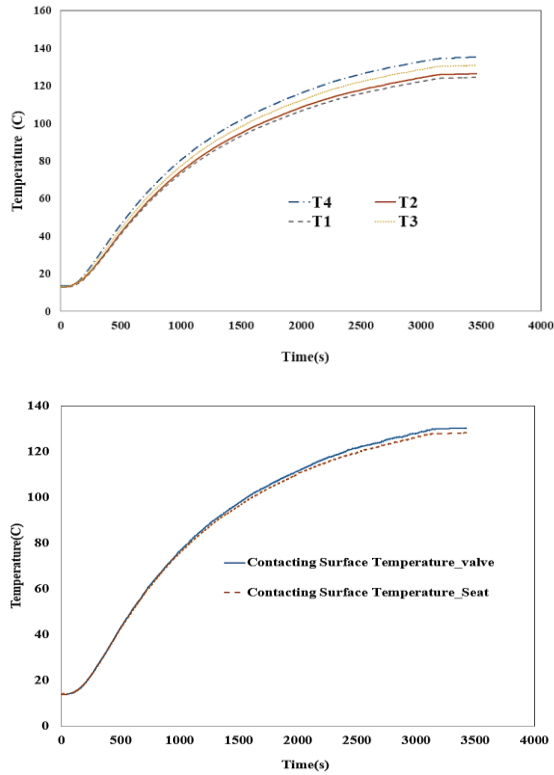 160
140
120
100
80
60
40
20
0
Temperature (C)
T4 T2
T1 T3
0 500 1000 1500 2000 2500 3000 3500 4000
Time(s)
140
120
100
80
60
40
20
0
Temperature(C)
Contacting Surface Temperature_valve
Contacting Surface Temperature_Seat
0 500 1000 1500 2000 2500 3000 3500 4000
Time(s)